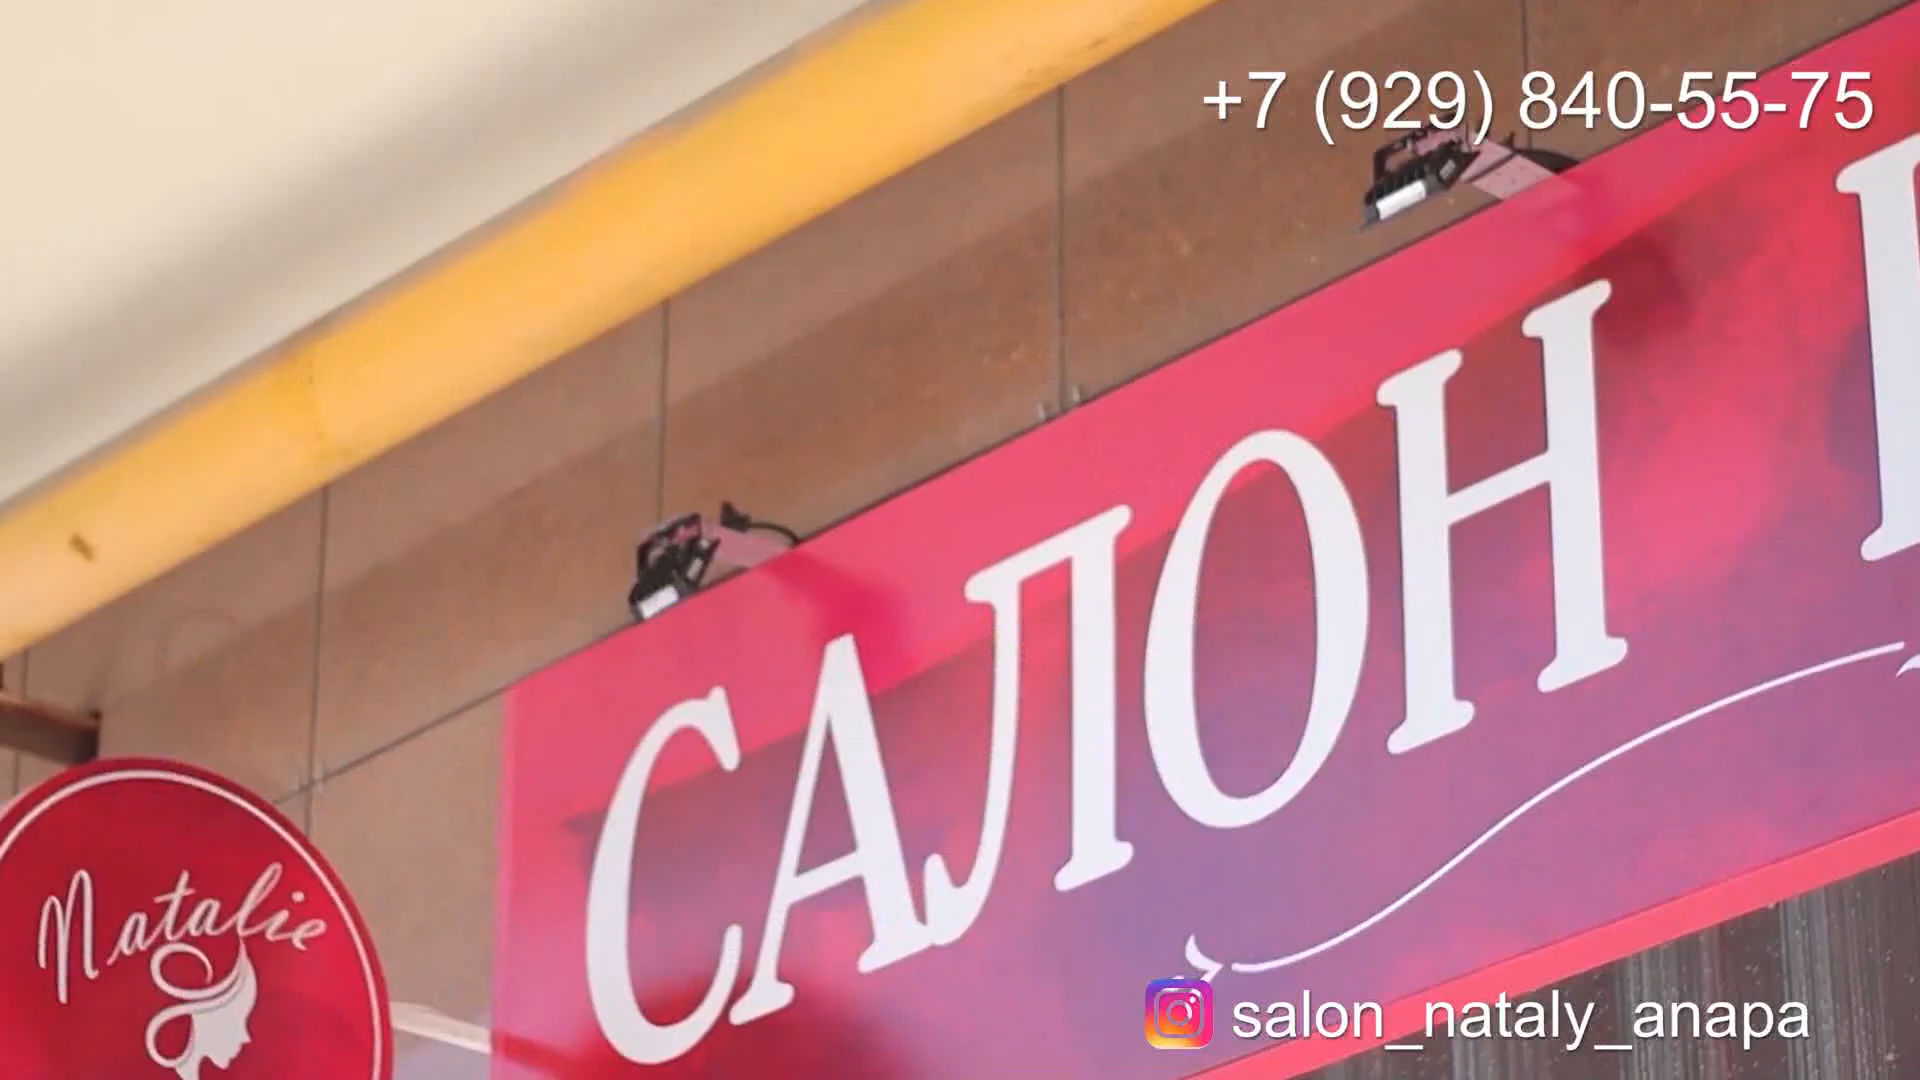 +7 (929) 840-55-75
САЛОН
Natalie
salon_nataly_anapa